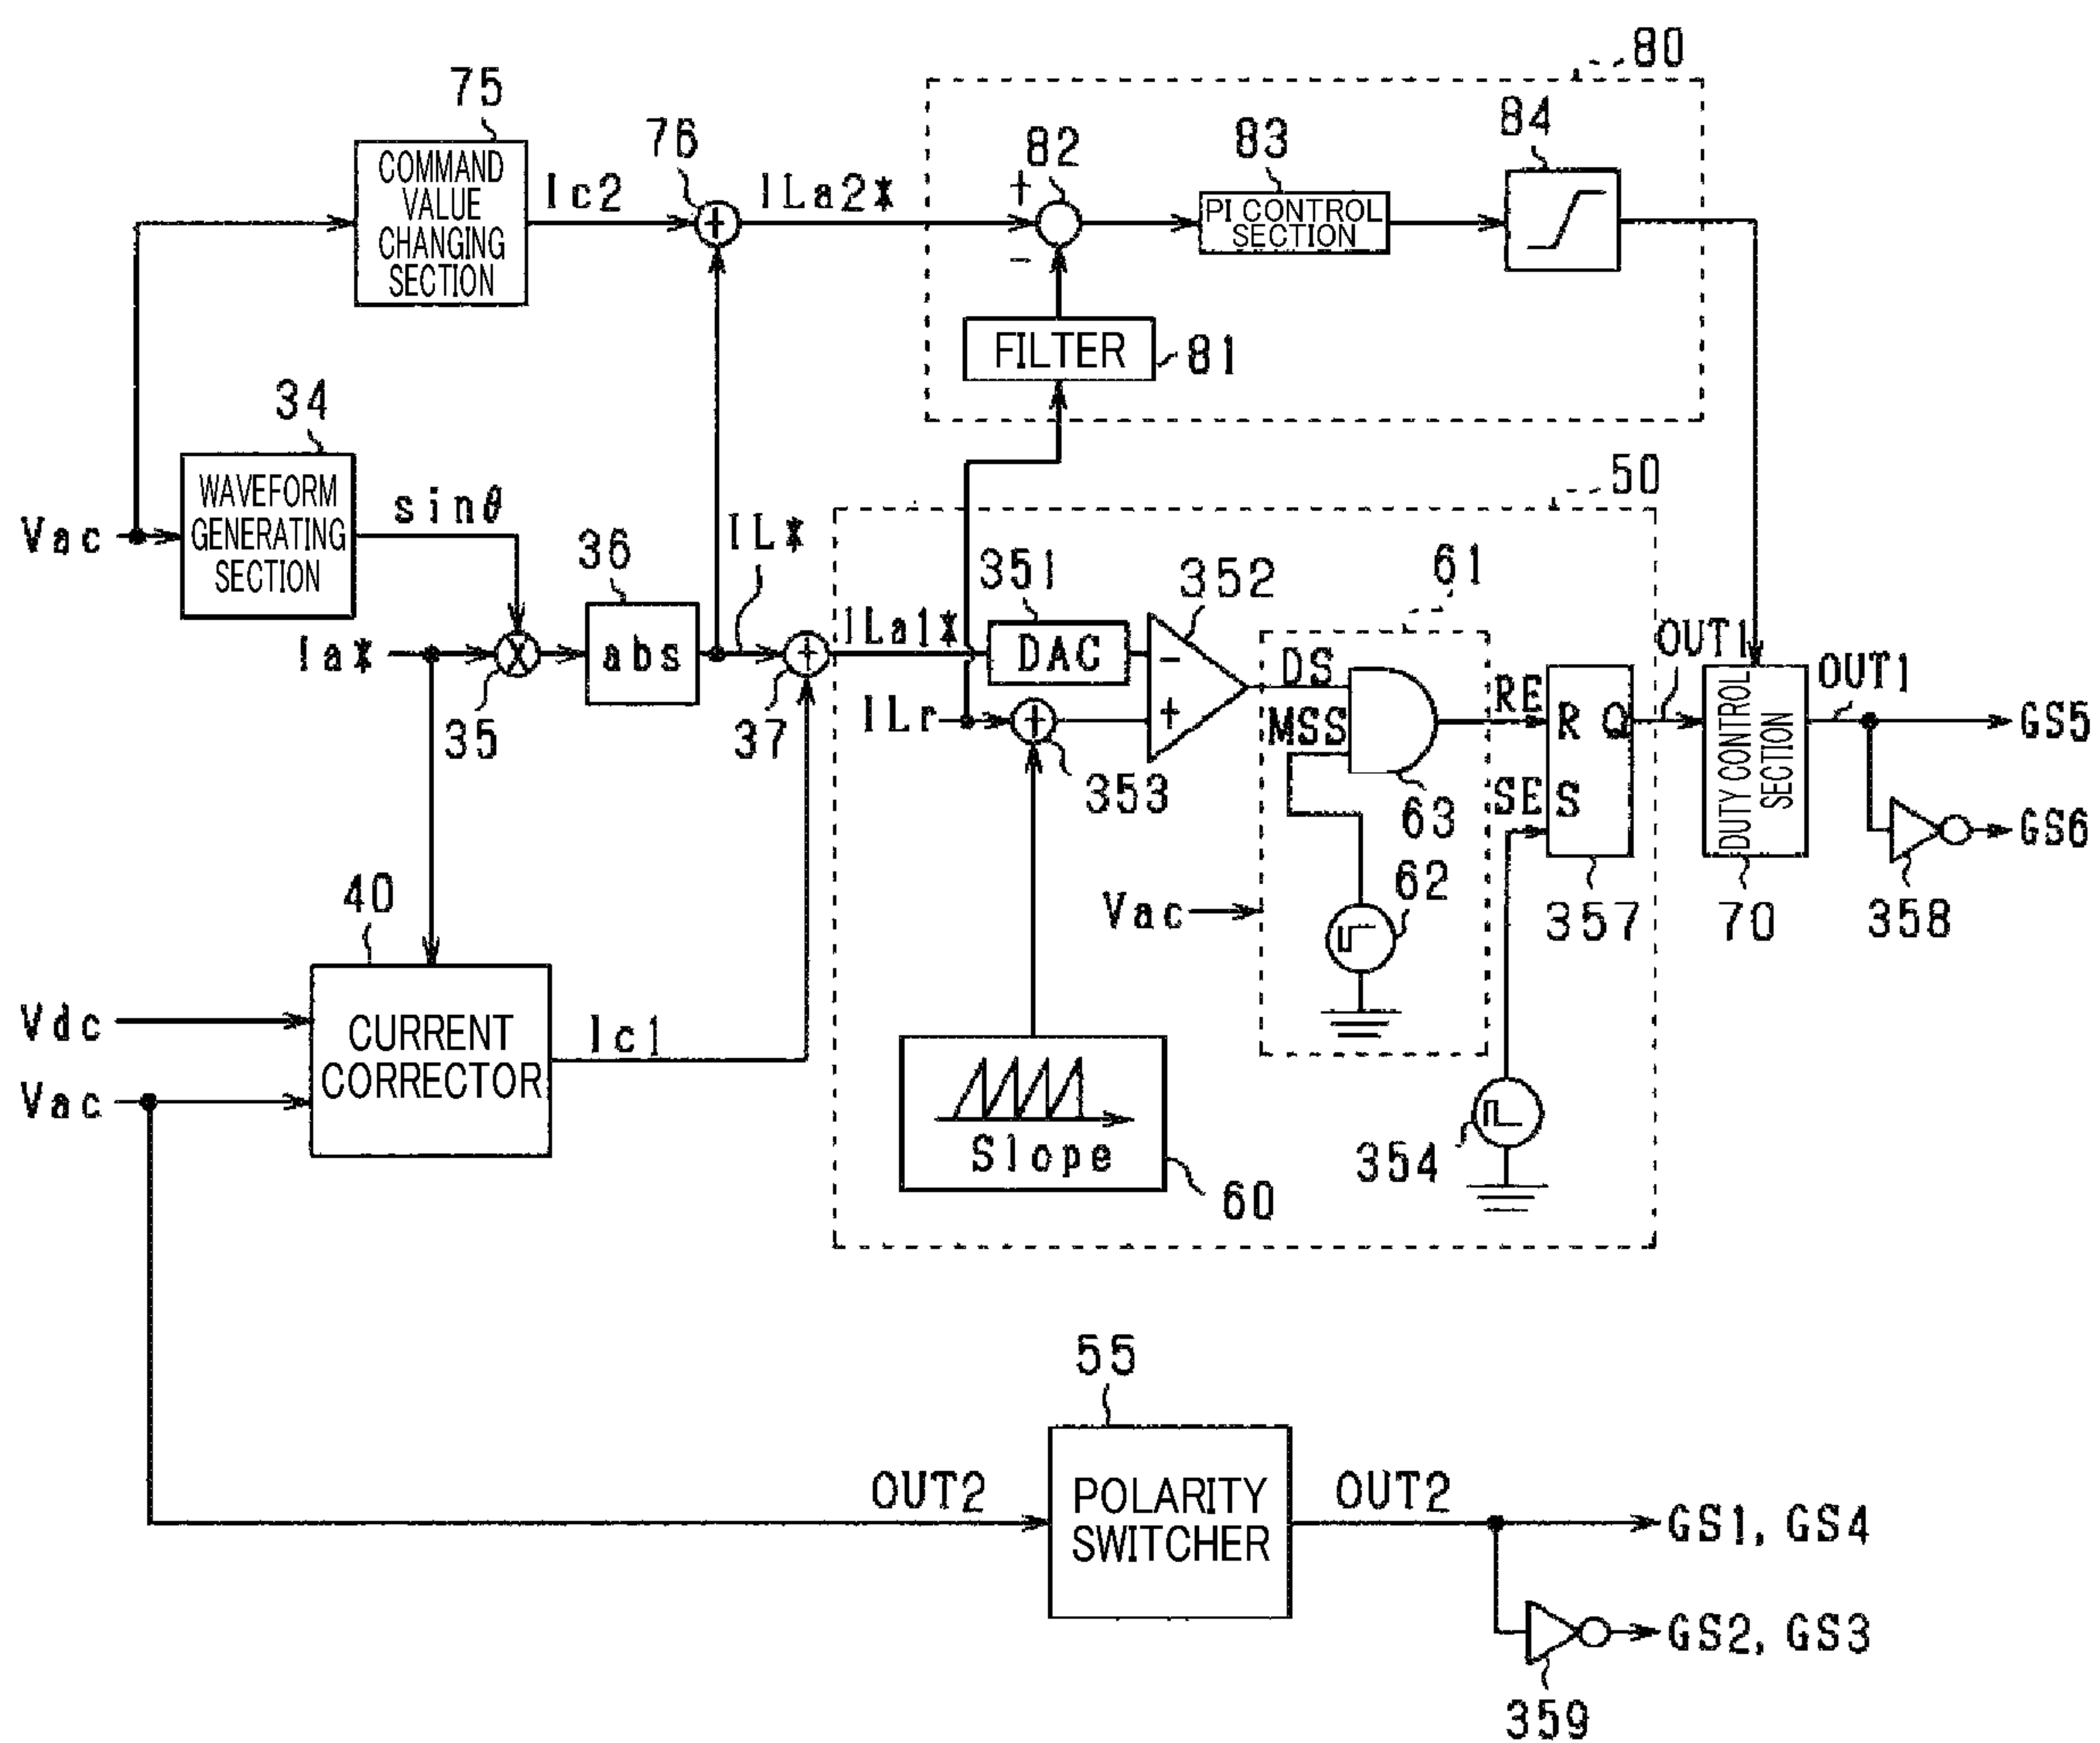 80
75
COMMAND
VALUE
CHANGING
SECTION
Ic2
76
ILa2*
+
82
-
83
PI CONTROL
SECTION
84
FILTER
81
34
WAVEFORM
GENERATING
SECTION
Vac
sinθ
36
abs
IL*
Ia*
X
35
+
+
37
50
ILa1*
351
DAC
352
-
+
ILr
+
353
61
DS
MSS
63
62
Vac
RE
SE
R Q
S
357
OUT1
DUTY CONTROL
SECTION
70
OUT1
GS5
GS6
358
354
Slope
60
40
Vdc
Vac
CURRENT
CORRECTOR
Ic1
55
OUT2
POLARITY
SWITCHER
OUT2
GS1, GS4
GS2, GS3
359